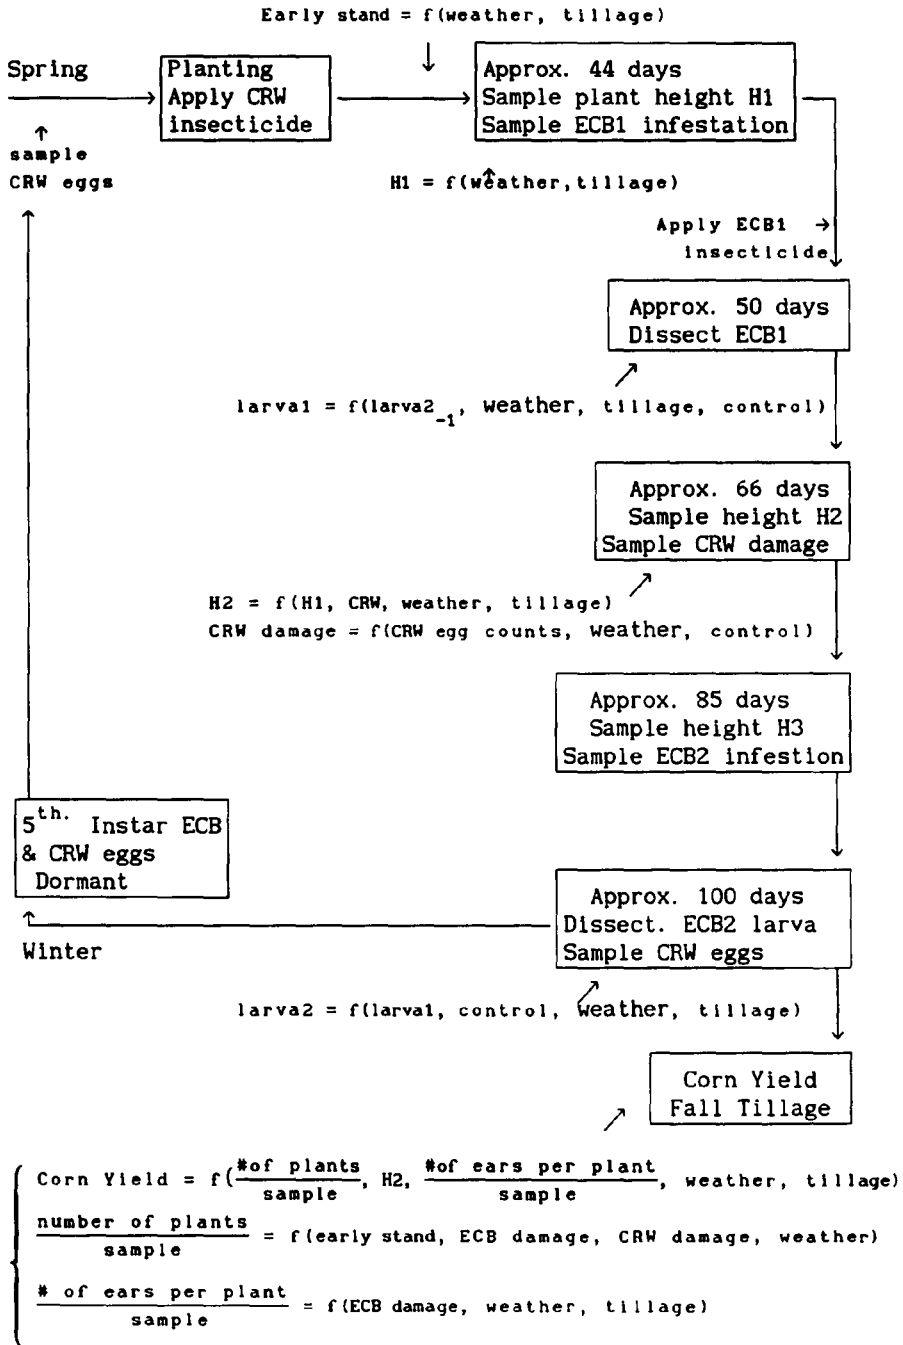 Early stand = f(weather, tillage)
Spring
Planting
Apply CRW
insecticide
Approx. 44 days
Sample plant height H1
Sample ECB1 infestation
↑
sample
CRW eggs
H1 = f(weather,tillage)
Apply ECB1 →
insecticide
Approx. 50 days
Dissect ECB1
larva1 = f(larva2₋₁, weather, tillage, control)
Approx. 66 days
Sample height H2
Sample CRW damage
H2 = f(H1, CRW, weather, tillage)
CRW damage = f(CRW egg counts, weather, control)
Approx. 85 days
Sample height H3
Sample ECB2 infestion
5th. Instar ECB
& CRW eggs
Dormant
Approx. 100 days
Dissect. ECB2 larva
Sample CRW eggs
Winter
larva2 = f(larva1, control, weather, tillage)
Corn Yield
Fall Tillage
Corn Yield = f(#of plants/sample, H2, #of ears per plant/sample, weather, tillage)
number of plants/sample = f(early stand, ECB damage, CRW damage, weather)
# of ears per plant/sample = f(ECB damage, weather, tillage)